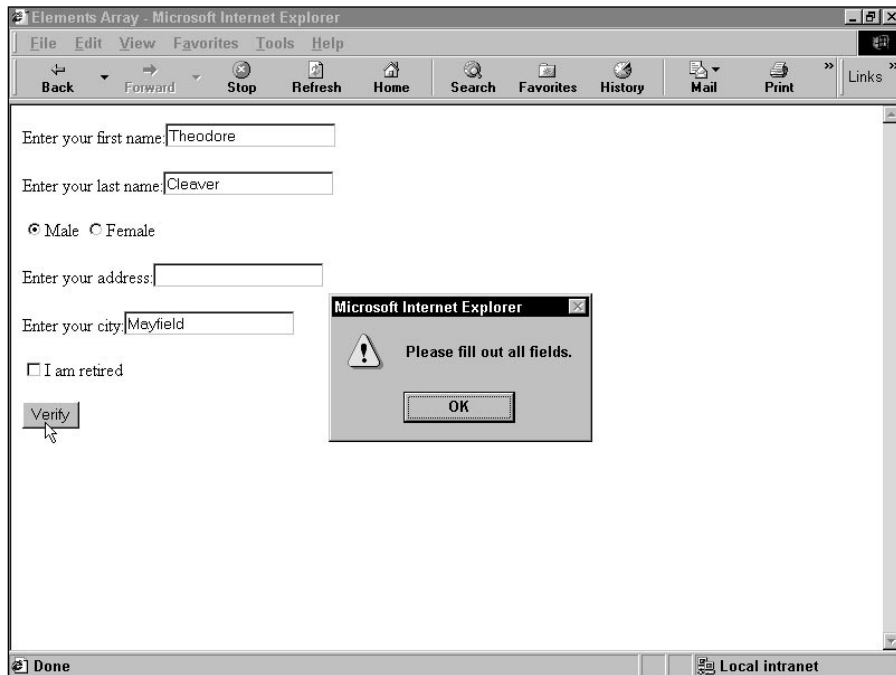 Elements Array - Microsoft Internet Explorer
File Edit View Favorites Tools Help
Back Forward Stop Refresh Home Search Favorites History Mail Print » Links »
Enter your first name: Theodore
Enter your last name: Cleaver
Male Female
Enter your address:
Enter your city: Mayfield
I am retired
Verify
Microsoft Internet Explorer
Please fill out all fields.
OK
Done Local intranet